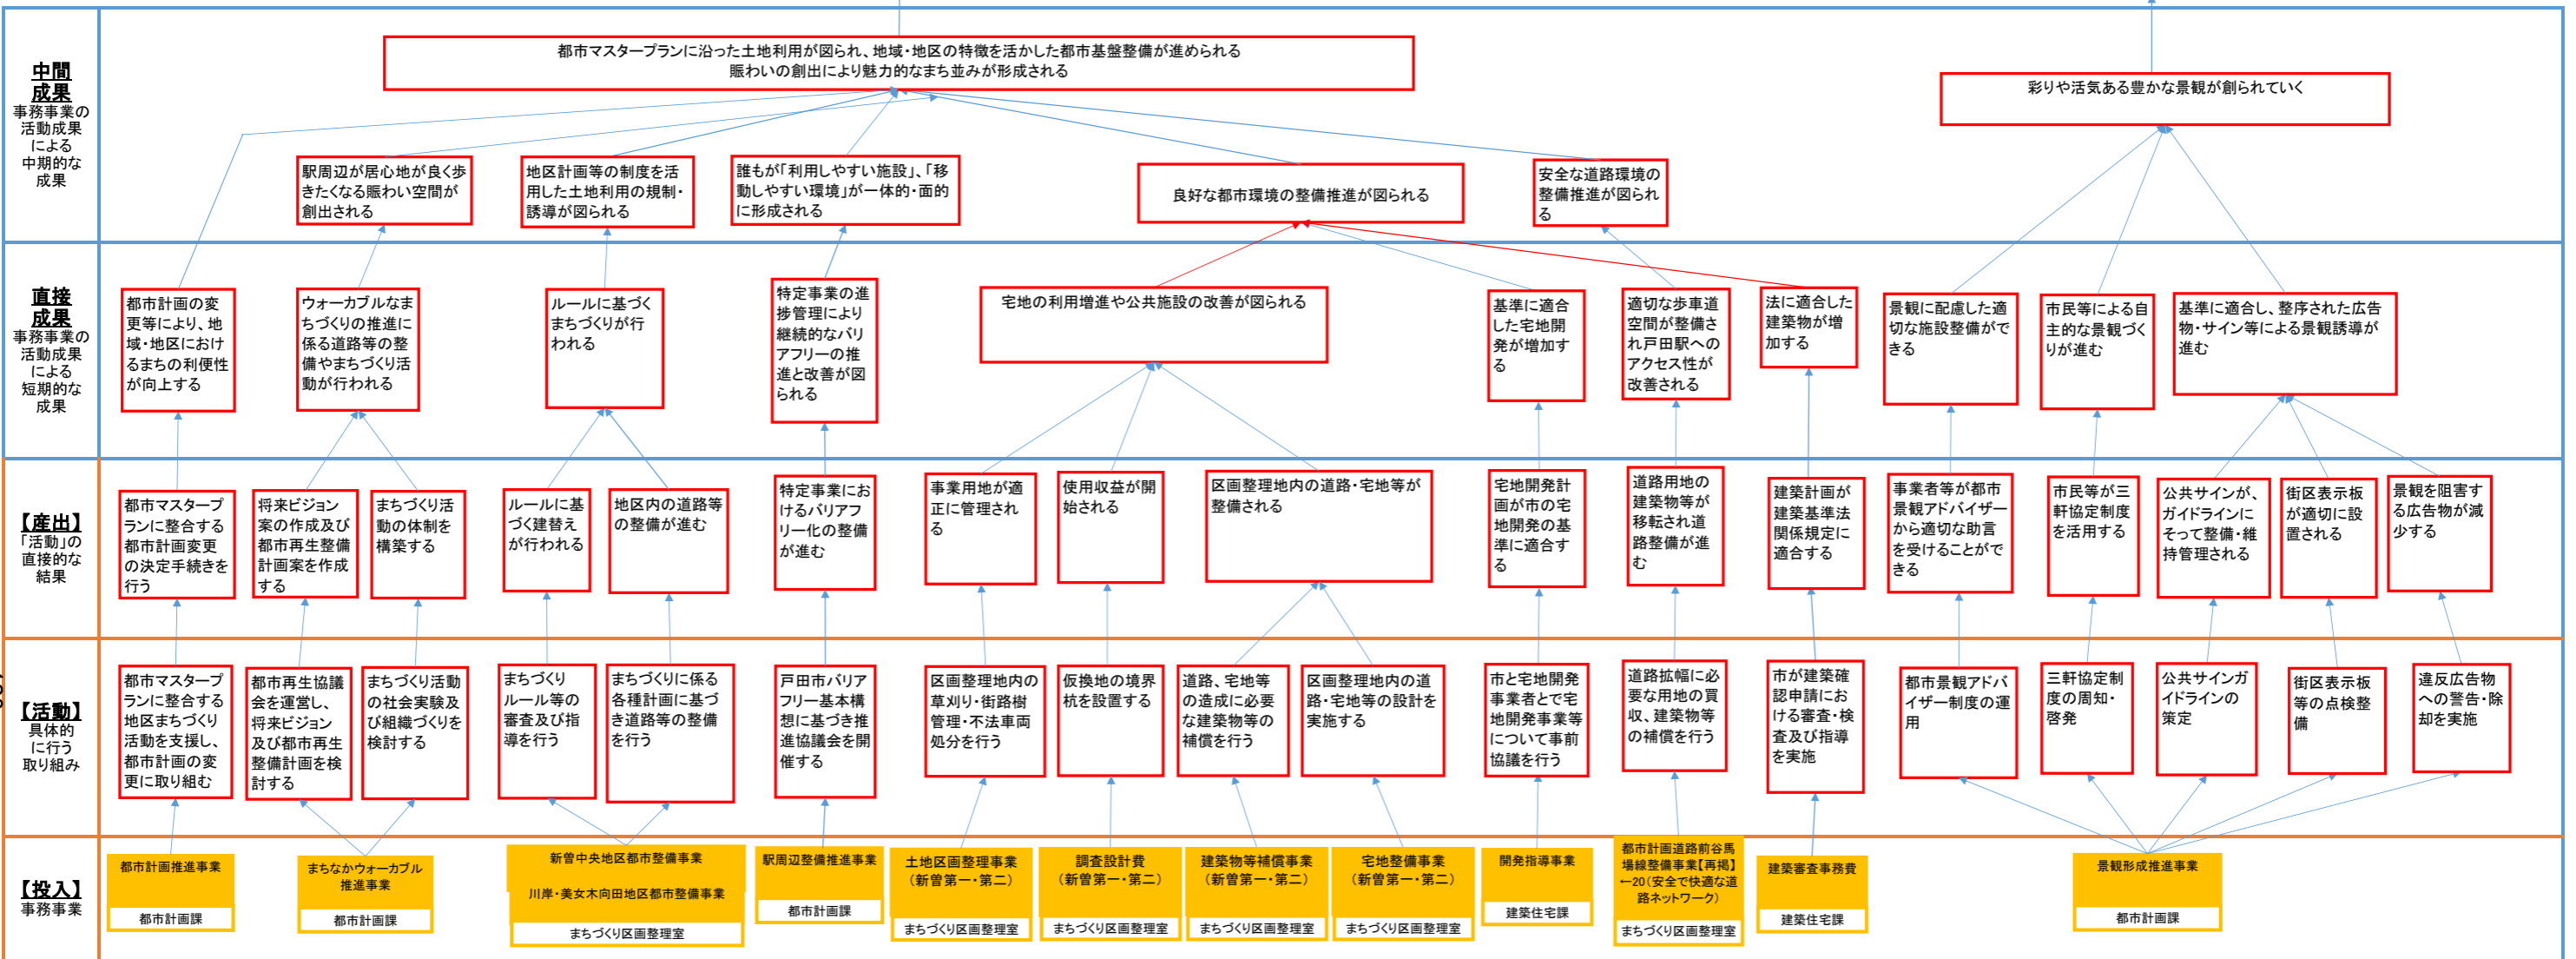 中間
成果
事務事業の
活動成果
による
中期的な
成果
都市マスタープランに沿った土地利用が図られ、地域・地区の特徴を活かした都市基盤整備が進められる
賑わいの創出により魅力的なまち並みが形成される
彩りや活気ある豊かな景観が創られていく
駅周辺が居心地が良く歩
きたくなる賑わい空間が
創出される
地区計画等の制度を活
用した土地利用の規制・
誘導が図られる
誰もが「利用しやすい施設」、「移
動しやすい環境」が一体的・面的
に形成される
良好な都市環境の整備推進が図られる
安全な道路環境の
整備推進が図られ
る
直接
成果
事務事業の
活動成果
による
短期的な
成果
都市計画の変
更等により、地
域・地区におけ
るまちの利便性
が向上する
ウォーカブルなま
ちづくりの推進に
係る道路等の整
備やまちづくり活
動が行われる
ルールに基づく
まちづくりが行
われる
特定事業の進
捗管理により
継続的なバリ
アフリーの推
進と改善が図
られる
宅地の利用増進や公共施設の改善が図られる
基準に適合
した宅地開
発が増加す
る
適切な歩車道
空間が整備さ
れ戸田駅への
アクセス性が
改善される
法に適合した
建築物が増
加する
景観に配慮した適
切な施設整備がで
きる
市民等による自
主的な景観づく
りが進む
基準に適合し、整序された広告
物・サイン等による景観誘導が
進む
【産出】
「活動」の
直接的な
結果
都市マスタープ
ランに整合する
都市計画変更
の決定手続きを
行う
将来ビジョン
案の作成及び
都市再生整備
計画案を作成
する
まちづくり活
動の体制を
構築する
ルールに基
づく建替え
が行われる
地区内の道路等
の整備が進む
特定事業にお
けるバリアフ
リー化の整備
が進む
事業用地が適
正に管理され
る
使用収益が開
始される
区画整理地内の道路・宅地等が
整備される
宅地開発計
画が市の宅
地開発の基
準に適合す
る
道路用地の
建築物等が
移転され道
路整備が進
む
建築計画が
建築基準法
関係規定に
適合する
事業者等が都市
景観アドバイザー
から適切な助言
を受けることがで
きる
市民等が三
軒協定制度
を活用する
公共サインが、
ガイドラインに
そって整備・維
持管理される
街区表示板
が適切に設
置される
景観を阻害す
る広告物が減
少する
【活動】
具体的
に行う
取り組み
都市マスタープ
ランに整合する
地区まちづくり
活動を支援し、
都市計画の変
更に取り組む
都市再生協議
会を運営し、
将来ビジョン
及び都市再生
整備計画を検
討する
まちづくり活動
の社会実験及
び組織づくりを
検討する
まちづくり
ルール等の
審査及び指
導を行う
まちづくりに係る
各種計画に基づ
き道路等の整備
を行う
戸田市バリア
フリー基本構
想に基づき推
進協議会を開
催する
区画整理地内の
草刈り・街路樹
管理・不法車両
処分を行う
仮換地の境界
杭を設置する
道路、宅地等
の造成に必要
な建築物等の
補償を行う
区画整理地内の道
路・宅地等の設計を
実施する
市と宅地開発
事業者とで宅
地開発事業等
について事前
協議を行う
道路拡幅に必
要な用地の買
収、建築物等
の補償を行う
市が建築確
認申請にお
ける審査・検
査及び指導
を実施
都市景観アドバ
イザー制度の運
用
三軒協定制
度の周知・
啓発
公共サインガ
イドラインの
策定
街区表示板
等の点検整
備
違反広告物
への警告・除
却を実施
【投入】
事務事業
都市計画推進事業
都市計画課
まちなかウォーカブル
推進事業
都市計画課
新曽中央地区都市整備事業
川岸・美女木向田地区都市整備事業
まちづくり区画整理室
駅周辺整備推進事業
都市計画課
土地区画整理事業
（新曽第一・第二）
まちづくり区画整理室
調査設計費
（新曽第一・第二）
まちづくり区画整理室
建築物等補償事業
（新曽第一・第二）
まちづくり区画整理室
宅地整備事業
（新曽第一・第二）
まちづくり区画整理室
開発指導事業
建築住宅課
都市計画道路前谷馬
場線整備事業【再掲】
←20（安全で快適な道
路ネットワーク）
まちづくり区画整理室
建築審査事務費
建築住宅課
景観形成推進事業
都市計画課